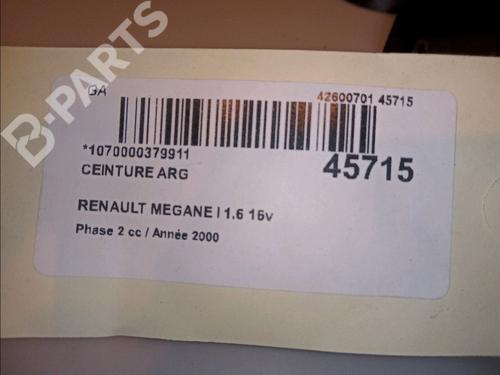 GA
42600701 45715
*1070000379911
45715
CEINTURE ARG
RENAULT MEGANE I 1.6 16v
Phase 2 cc / Année 2000
B-PARTS